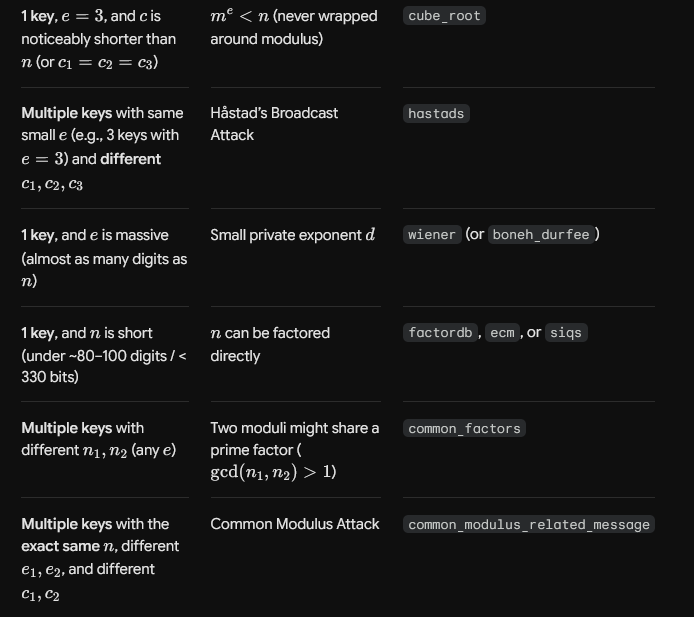 1 key, e = 3, and c is
noticeably shorter than
n (or c₁ = c₂ = c₃)
mᵉ < n (never wrapped
around modulus)
cube_root
Multiple keys with same
small e (e.g., 3 keys with
e = 3) and different
c₁, c₂, c₃
Håstad's Broadcast
Attack
hastads
1 key, and e is massive
(almost as many digits as
n)
Small private exponent d
wiener (or boneh_durfee)
1 key, and n is short
(under ~80–100 digits / <
330 bits)
n can be factored
directly
factordb, ecm, or siqs
Multiple keys with
different n₁, n₂ (any e)
Two moduli might share a
prime factor (
gcd(n₁, n₂) > 1)
common_factors
Multiple keys with the
exact same n, different
e₁, e₂, and different
c₁, c₂
Common Modulus Attack
common_modulus_related_message